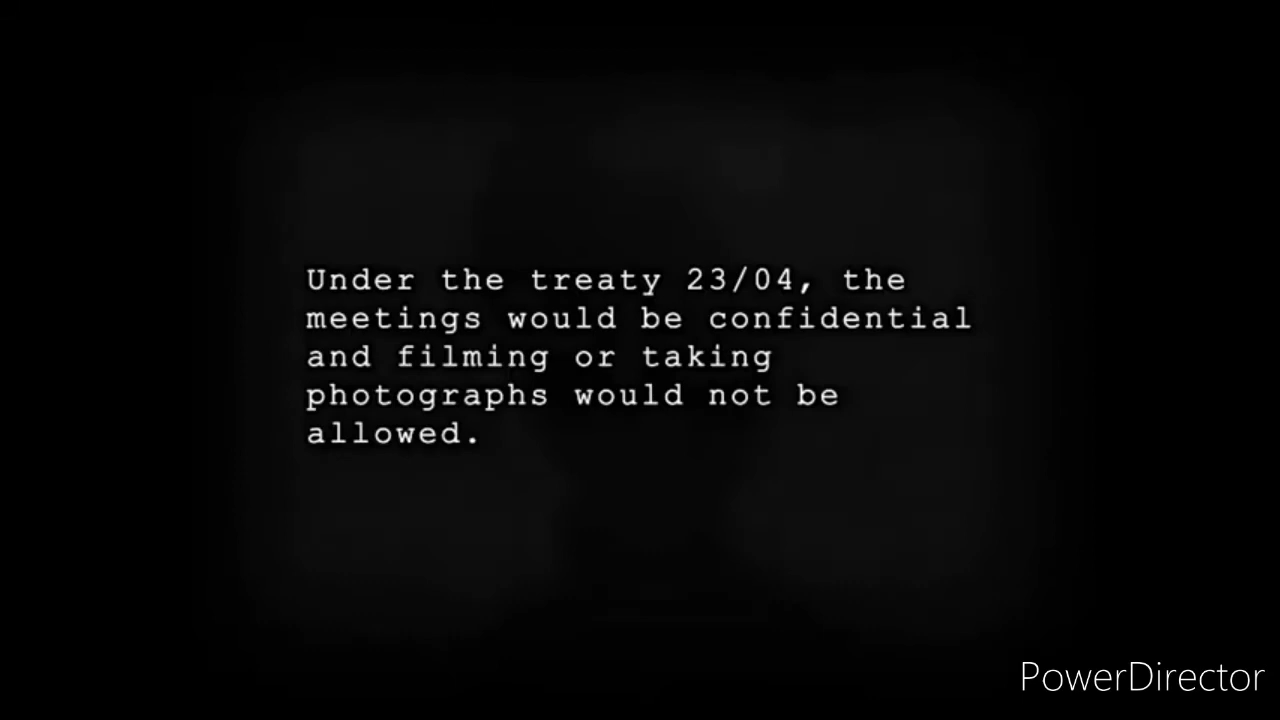 Under the treaty 23/04, the
meetings would be confidential
and filming or taking
photographs would not be
allowed.
PowerDirector